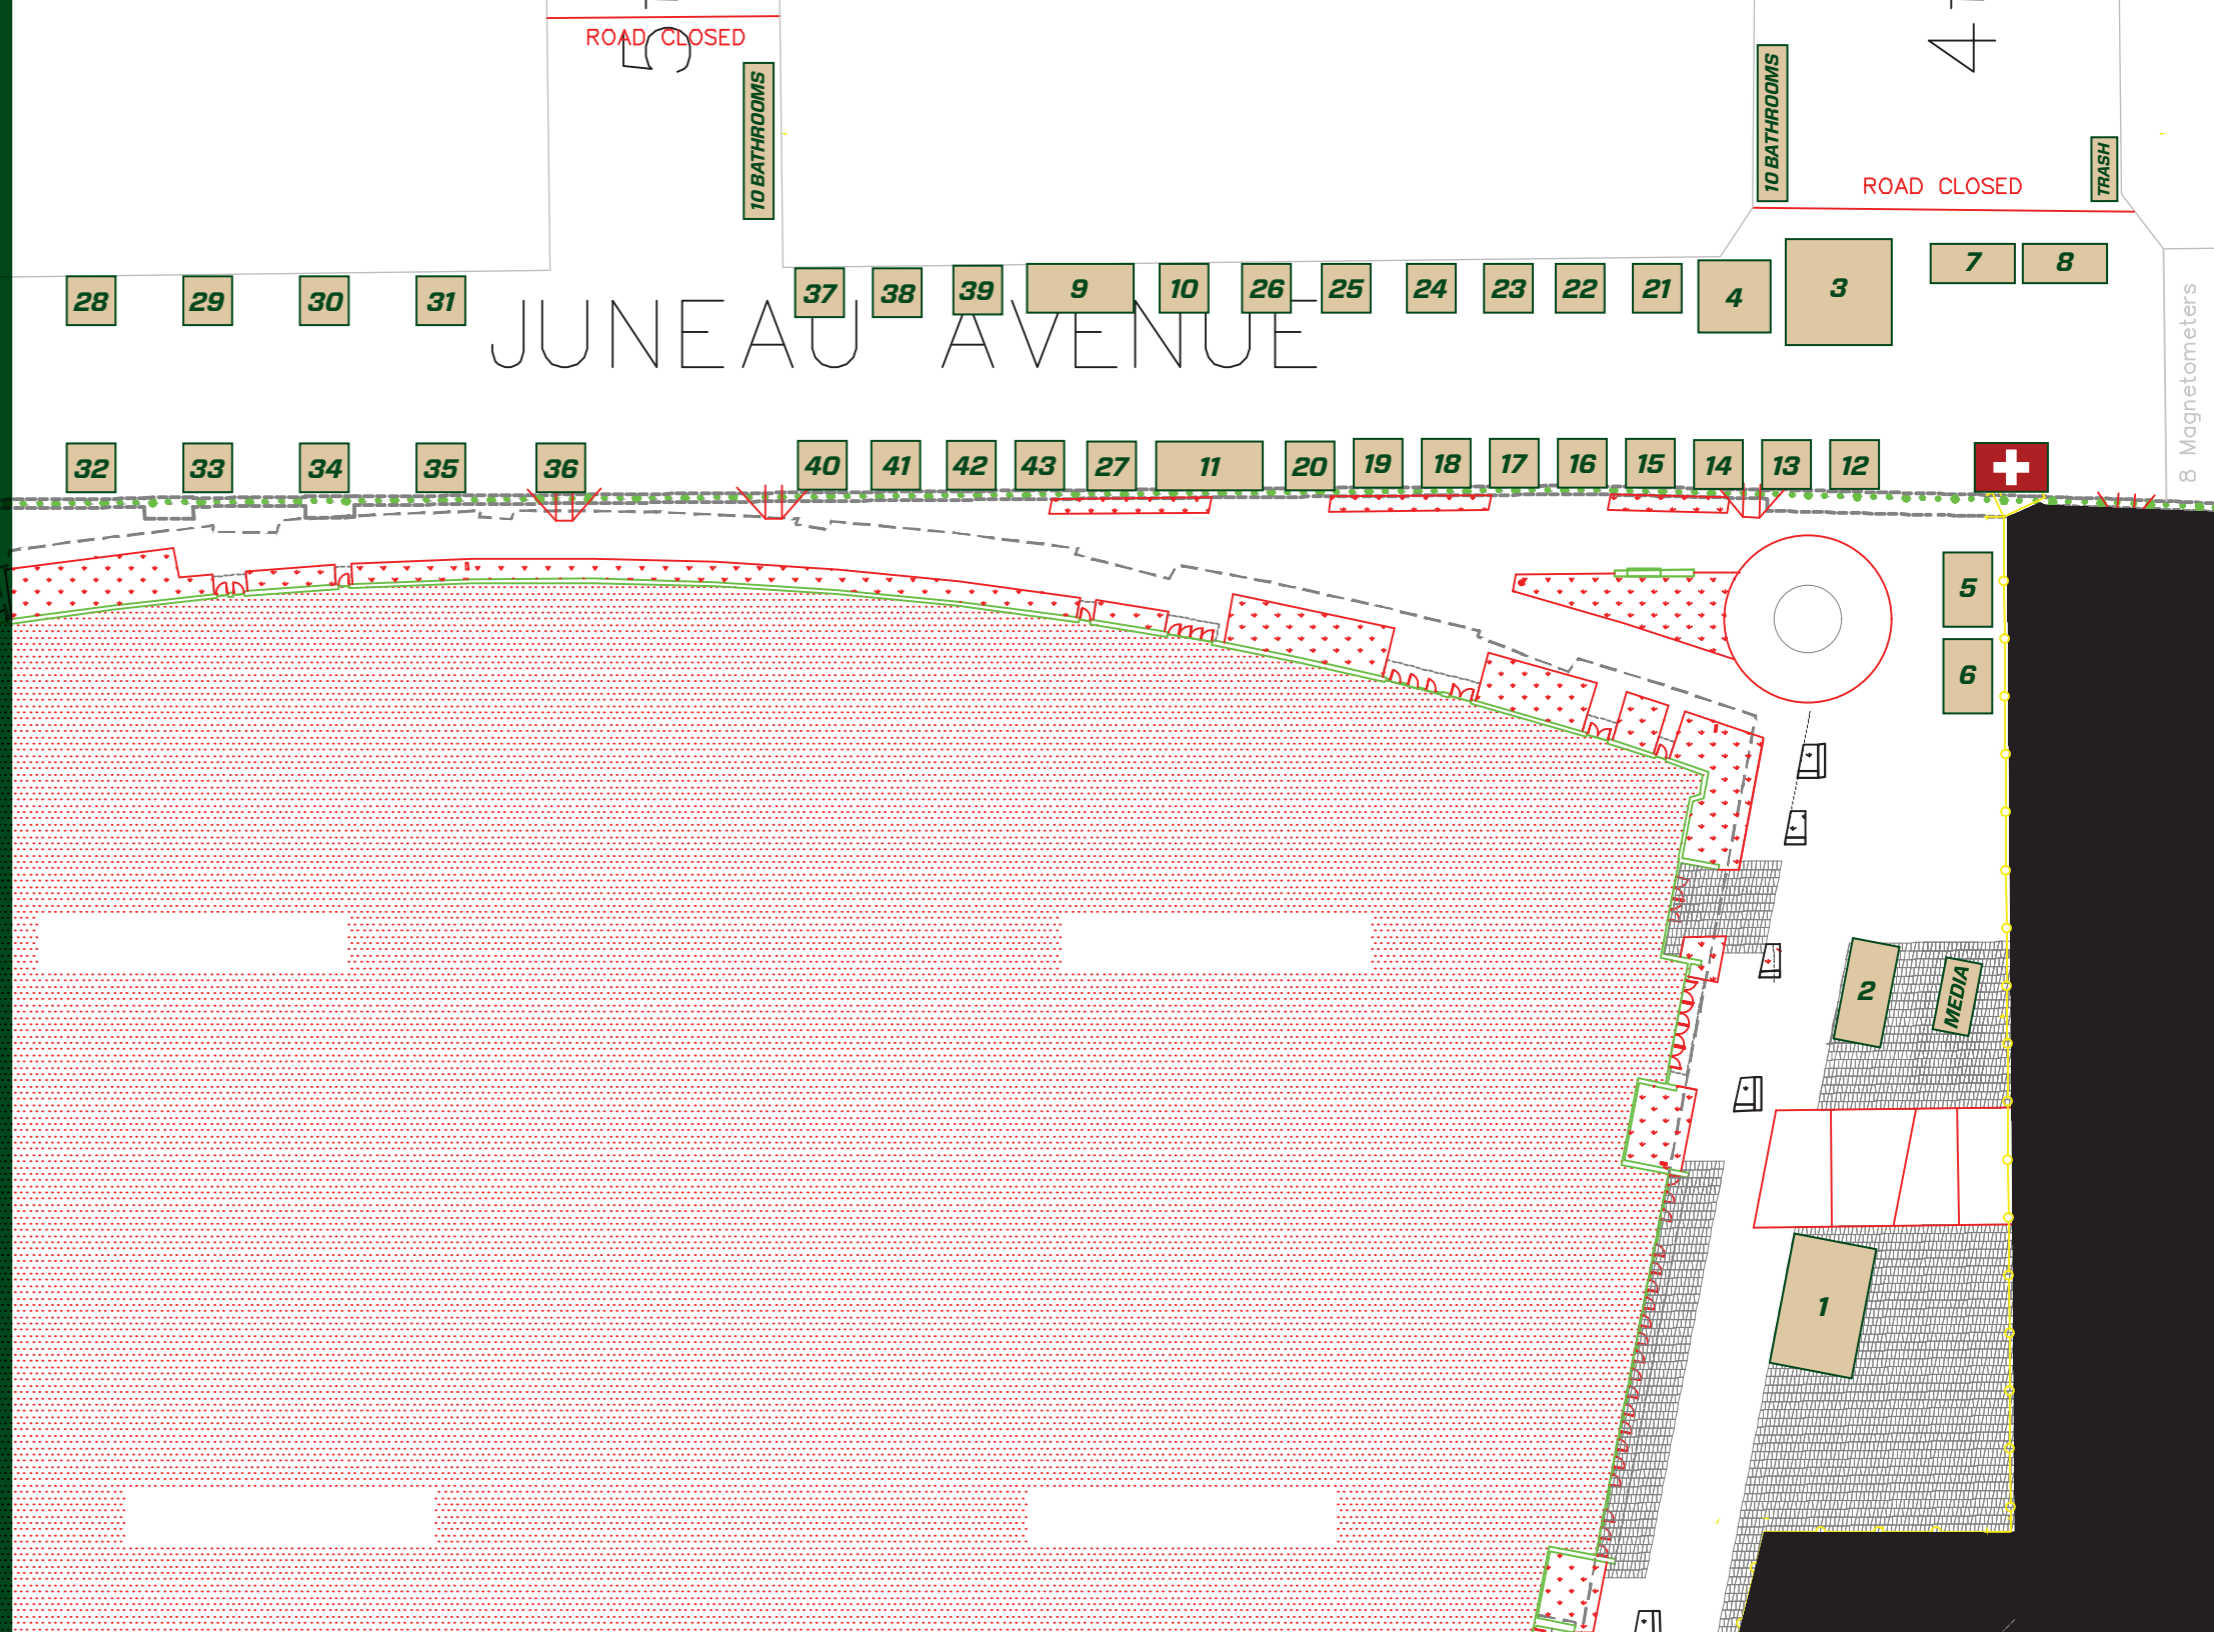 ROAD CLOSED
5
4
10 BATHROOMS
10 BATHROOMS
TRASH
ROAD CLOSED
7 8
28 29 30 31 37 38 39 9 10 26 25 24 23 22 21 4 3
JUNEAU AVENUE
8 Magnetometers
32 33 34 35 36 40 41 42 43 27 11 20 19 18 17 16 15 14 13 12
5
6
2
MEDIA
1